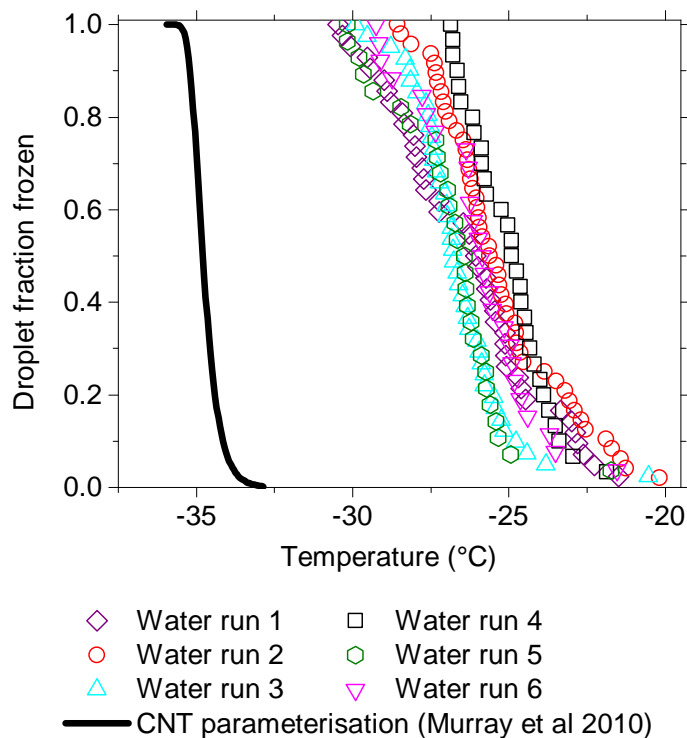 1.0
0.8
0.6
0.4
0.2
0.0
Droplet fraction frozen
-35 -30 -25 -20
Temperature (°C)
Water run 1 Water run 4
Water run 2 Water run 5
Water run 3 Water run 6
CNT parameterisation (Murray et al 2010)